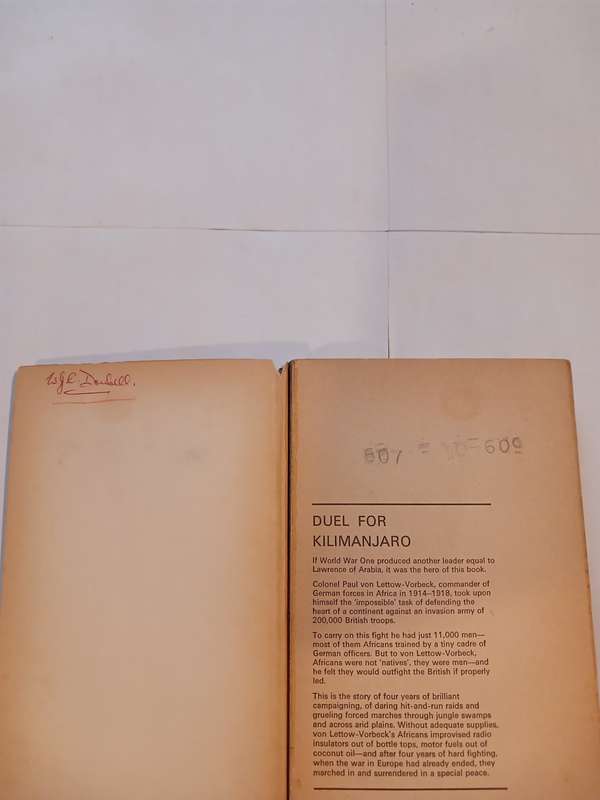 DUEL FOR
KILIMANJARO
If World War One produced another leader equal to
Lawrence of Arabia, it was the hero of this book.
Colonel Paul von Lettow-Vorbeck, commander of
German forces in Africa in 1914–1918, took upon
himself the 'impossible' task of defending the
heart of a continent against an invasion army of
200,000 British troops.
To carry on this fight he had just 11,000 men—
most of them Africans trained by a tiny cadre of
German officers. But to von Lettow-Vorbeck,
Africans were not 'natives', they were men—and
he felt they would outfight the British if properly
led.
This is the story of four years of brilliant
campaigning, of daring hit-and-run raids and
grueling forced marches through jungle swamps
and across arid plains. Without adequate supplies,
von Lettow-Vorbeck's Africans improvised radio
insulators out of bottle tops, motor fuels out of
coconut oil—and after four years of hard fighting,
when the war in Europe had already ended, they
marched in and surrendered in a special peace.